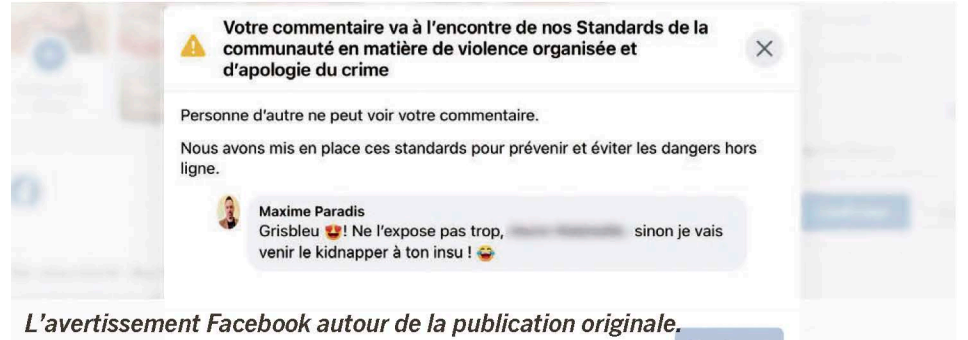 Votre commentaire va à l'encontre de nos Standards de la
communauté en matière de violence organisée et
d'apologie du crime
Personne d'autre ne peut voir votre commentaire.
Nous avons mis en place ces standards pour prévenir et éviter les dangers hors
ligne.
Maxime Paradis
Grisbleu 😍! Ne l'expose pas trop, sinon je vais
venir le kidnapper à ton insu ! 😂
L'avertissement Facebook autour de la publication originale.